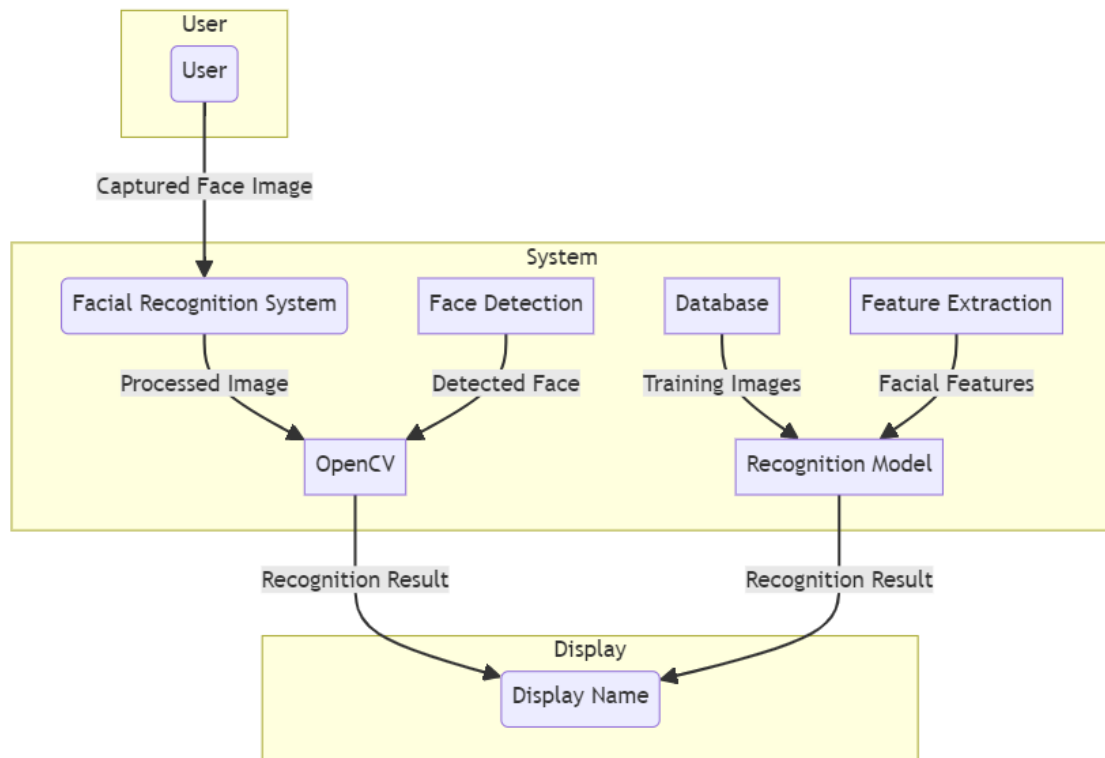 User
User
Captured Face Image
System
Facial Recognition System
Face Detection
Database
Feature Extraction
Processed Image
Detected Face
Training Images
Facial Features
OpenCV
Recognition Model
Recognition Result
Recognition Result
Display
Display Name